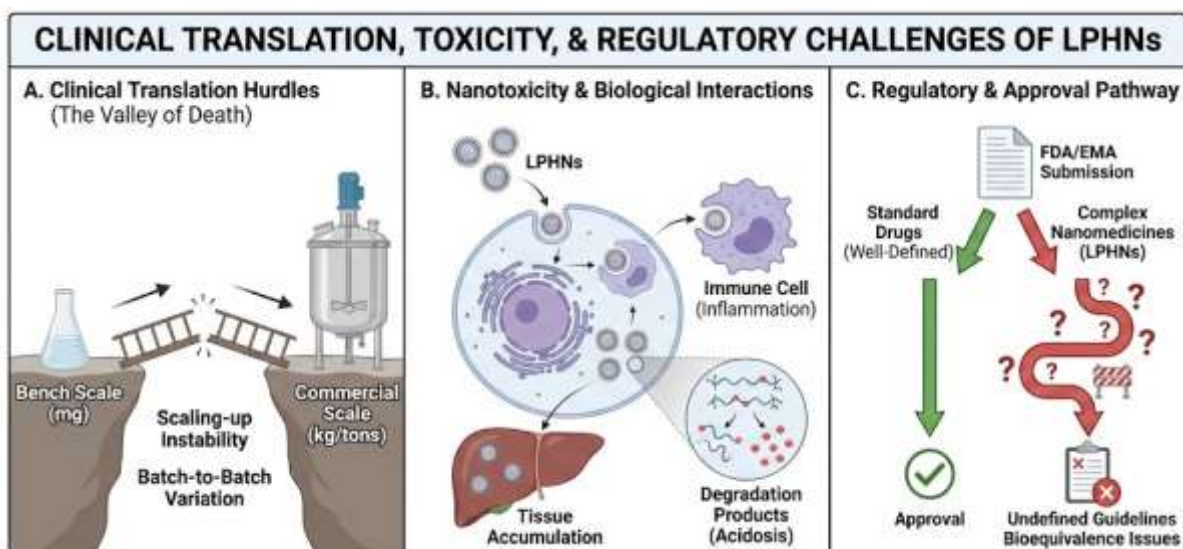 CLINICAL TRANSLATION, TOXICITY, & REGULATORY CHALLENGES OF LPHNs
A. Clinical Translation Hurdles
(The Valley of Death)
Bench Scale
(mg)
Commercial
Scale
(kg/tons)
Scaling-up
Instability
Batch-to-Batch
Variation
B. Nanotoxicity & Biological Interactions
LPHNs
Immune Cell
(Inflammation)
Tissue
Accumulation
Degradation
Products
(Acidosis)
C. Regulatory & Approval Pathway
FDA/EMA
Submission
Standard
Drugs
(Well-Defined)
Complex
Nanomedicines
(LPHNs)
? ? ? ? ? ? ? ? ?
Approval
Undefined Guidelines
Bioequivalence Issues